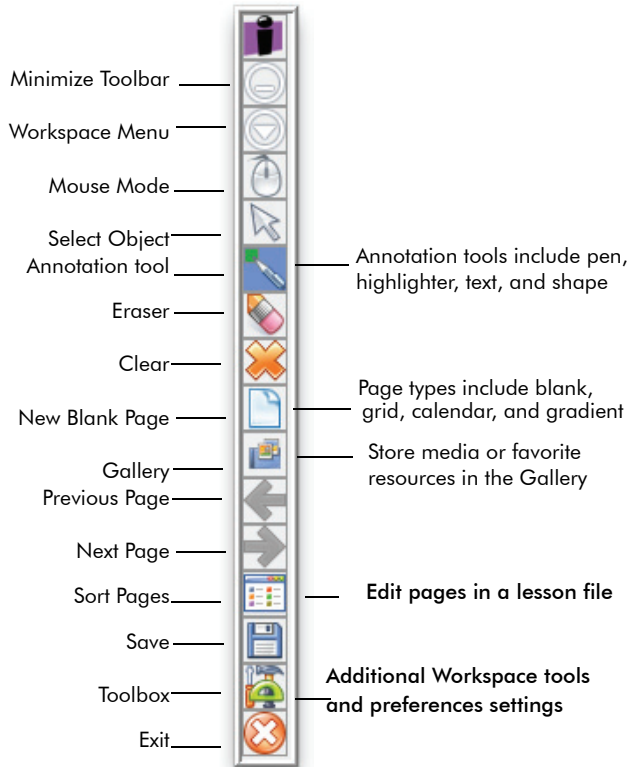 Minimize Toolbar
Workspace Menu
Mouse Mode
Select Object
Annotation tool
Annotation tools include pen,
highlighter, text, and shape
Eraser
Clear
New Blank Page
Page types include blank,
grid, calendar, and gradient
Gallery
Store media or favorite
resources in the Gallery
Previous Page
Next Page
Sort Pages
Edit pages in a lesson file
Save
Toolbox
Additional Workspace tools
and preferences settings
Exit